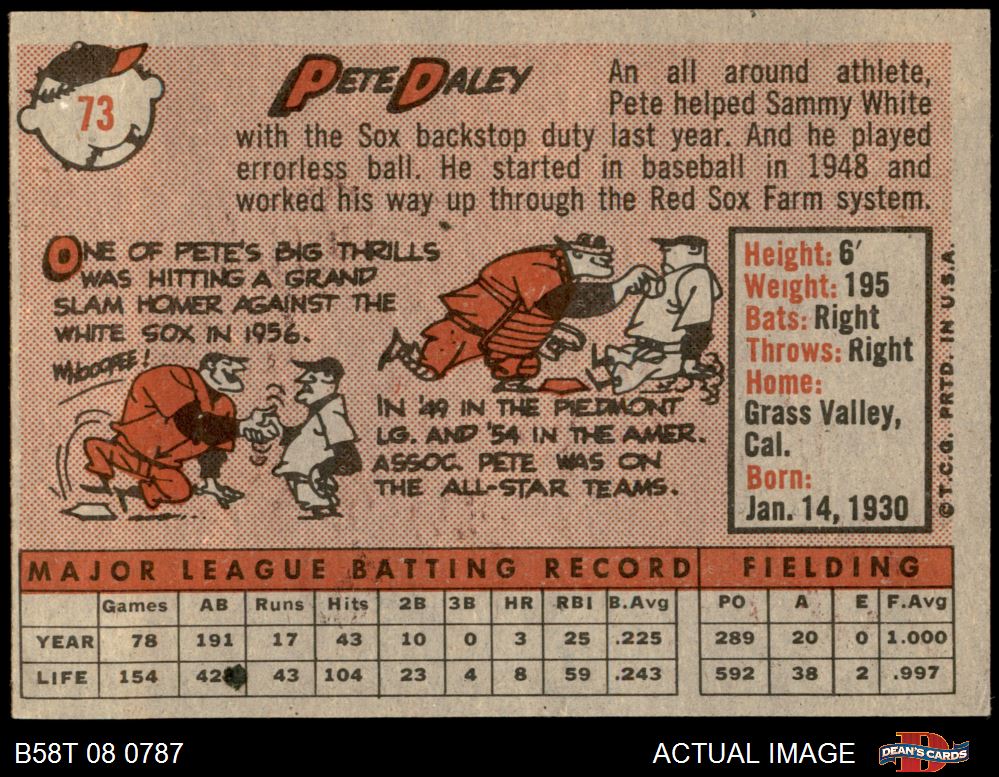 73
PETE DALEY
An all around athlete,
Pete helped Sammy White
with the Sox backstop duty last year. And he played
errorless ball. He started in baseball in 1948 and
worked his way up through the Red Sox Farm system.
ONE OF PETE'S BIG THRILLS
WAS HITTING A GRAND
SLAM HOMER AGAINST THE
WHITE SOX IN 1956.
IN '49 IN THE PIEDMONT
LG. AND '54 IN THE AMER.
ASSOC. PETE WAS ON
THE ALL-STAR TEAMS.
Height: 6'
Weight: 195
Bats: Right
Throws: Right
Home:
Grass Valley,
Cal.
Born:
Jan. 14, 1930
©T.C.G. PRTD. IN U.S.A.
MAJOR LEAGUE BATTING RECORD FIELDING
Games AB Runs Hits 2B 3B HR RBI B.Avg PO A E F.Avg
YEAR 78 191 17 43 10 0 3 25 .225 289 20 0 1.000
LIFE 154 428 43 104 23 4 8 59 .243 592 38 2 .997
B58T 08 0787
ACTUAL IMAGE
DEAN'S CARDS